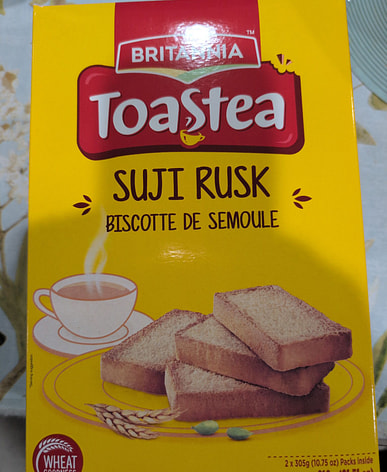 BRITANNIA
Toastea
SUJI RUSK
BISCOTTE DE SEMOULE
2 x 305g (10.75 oz) Packs Inside
WHEAT